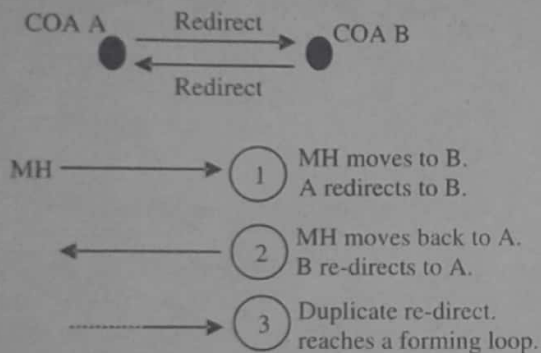 COA A
Redirect
COA B
Redirect
MH
1
MH moves to B.
A redirects to B.
2
MH moves back to A.
B re-directs to A.
3
Duplicate re-direct.
reaches a forming loop.